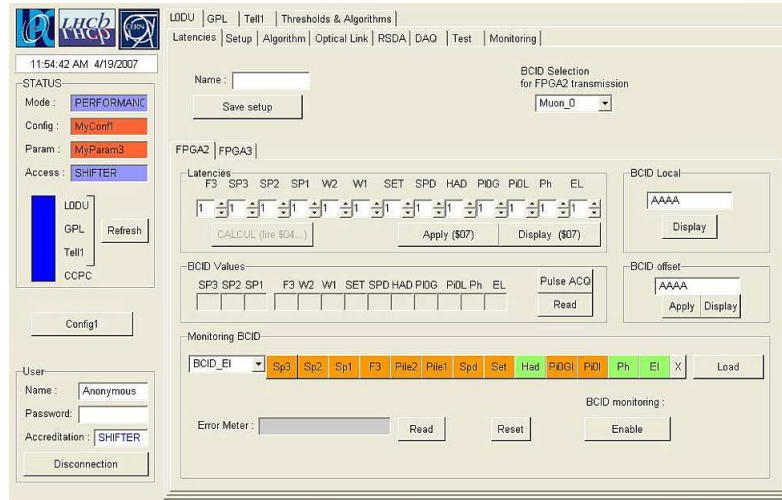 LHCb
LHCP
CERN
11:54:42 AM 4/19/2007
STATUS
Mode : PERFORMANC
Config : MyConf1
Param : MyParam3
Access : SHIFTER
L0DU
GPL
Tell1
CCPC
Refresh
Config1
User
Name : Anonymous
Password:
Accreditation : SHIFTER
Disconnection
L0DU GPL Tell1 Thresholds & Algorithms
Latencies Setup Algorithm Optical Link RSDA DAQ Test Monitoring
Name :
Save setup
BCID Selection
for FPGA2 transmission
Muon_0
FPGA2 FPGA3
Latencies
F3 SP3 SP2 SP1 W2 W1 SET SPD HAD PI0G Pi0L Ph EL
1 1 1 1 1 1 1 1 1 1 1 1 1
CALCUL (lire $04...) Apply ($07) Display ($07)
BCID Local
AAAA
Display
BCID Values
SP3 SP2 SP1 F3 W2 W1 SET SPD HAD PI0G Pi0L Ph EL
Pulse ACQ
Read
BCID offset
AAAA
Apply Display
Monitoring BCID
BCID_El Sp3 Sp2 Sp1 F3 Pile2 Pile1 Spd Set Had Pi0Gl Pi0l Ph El X Load
BCID monitoring :
Error Meter : Read Reset Enable